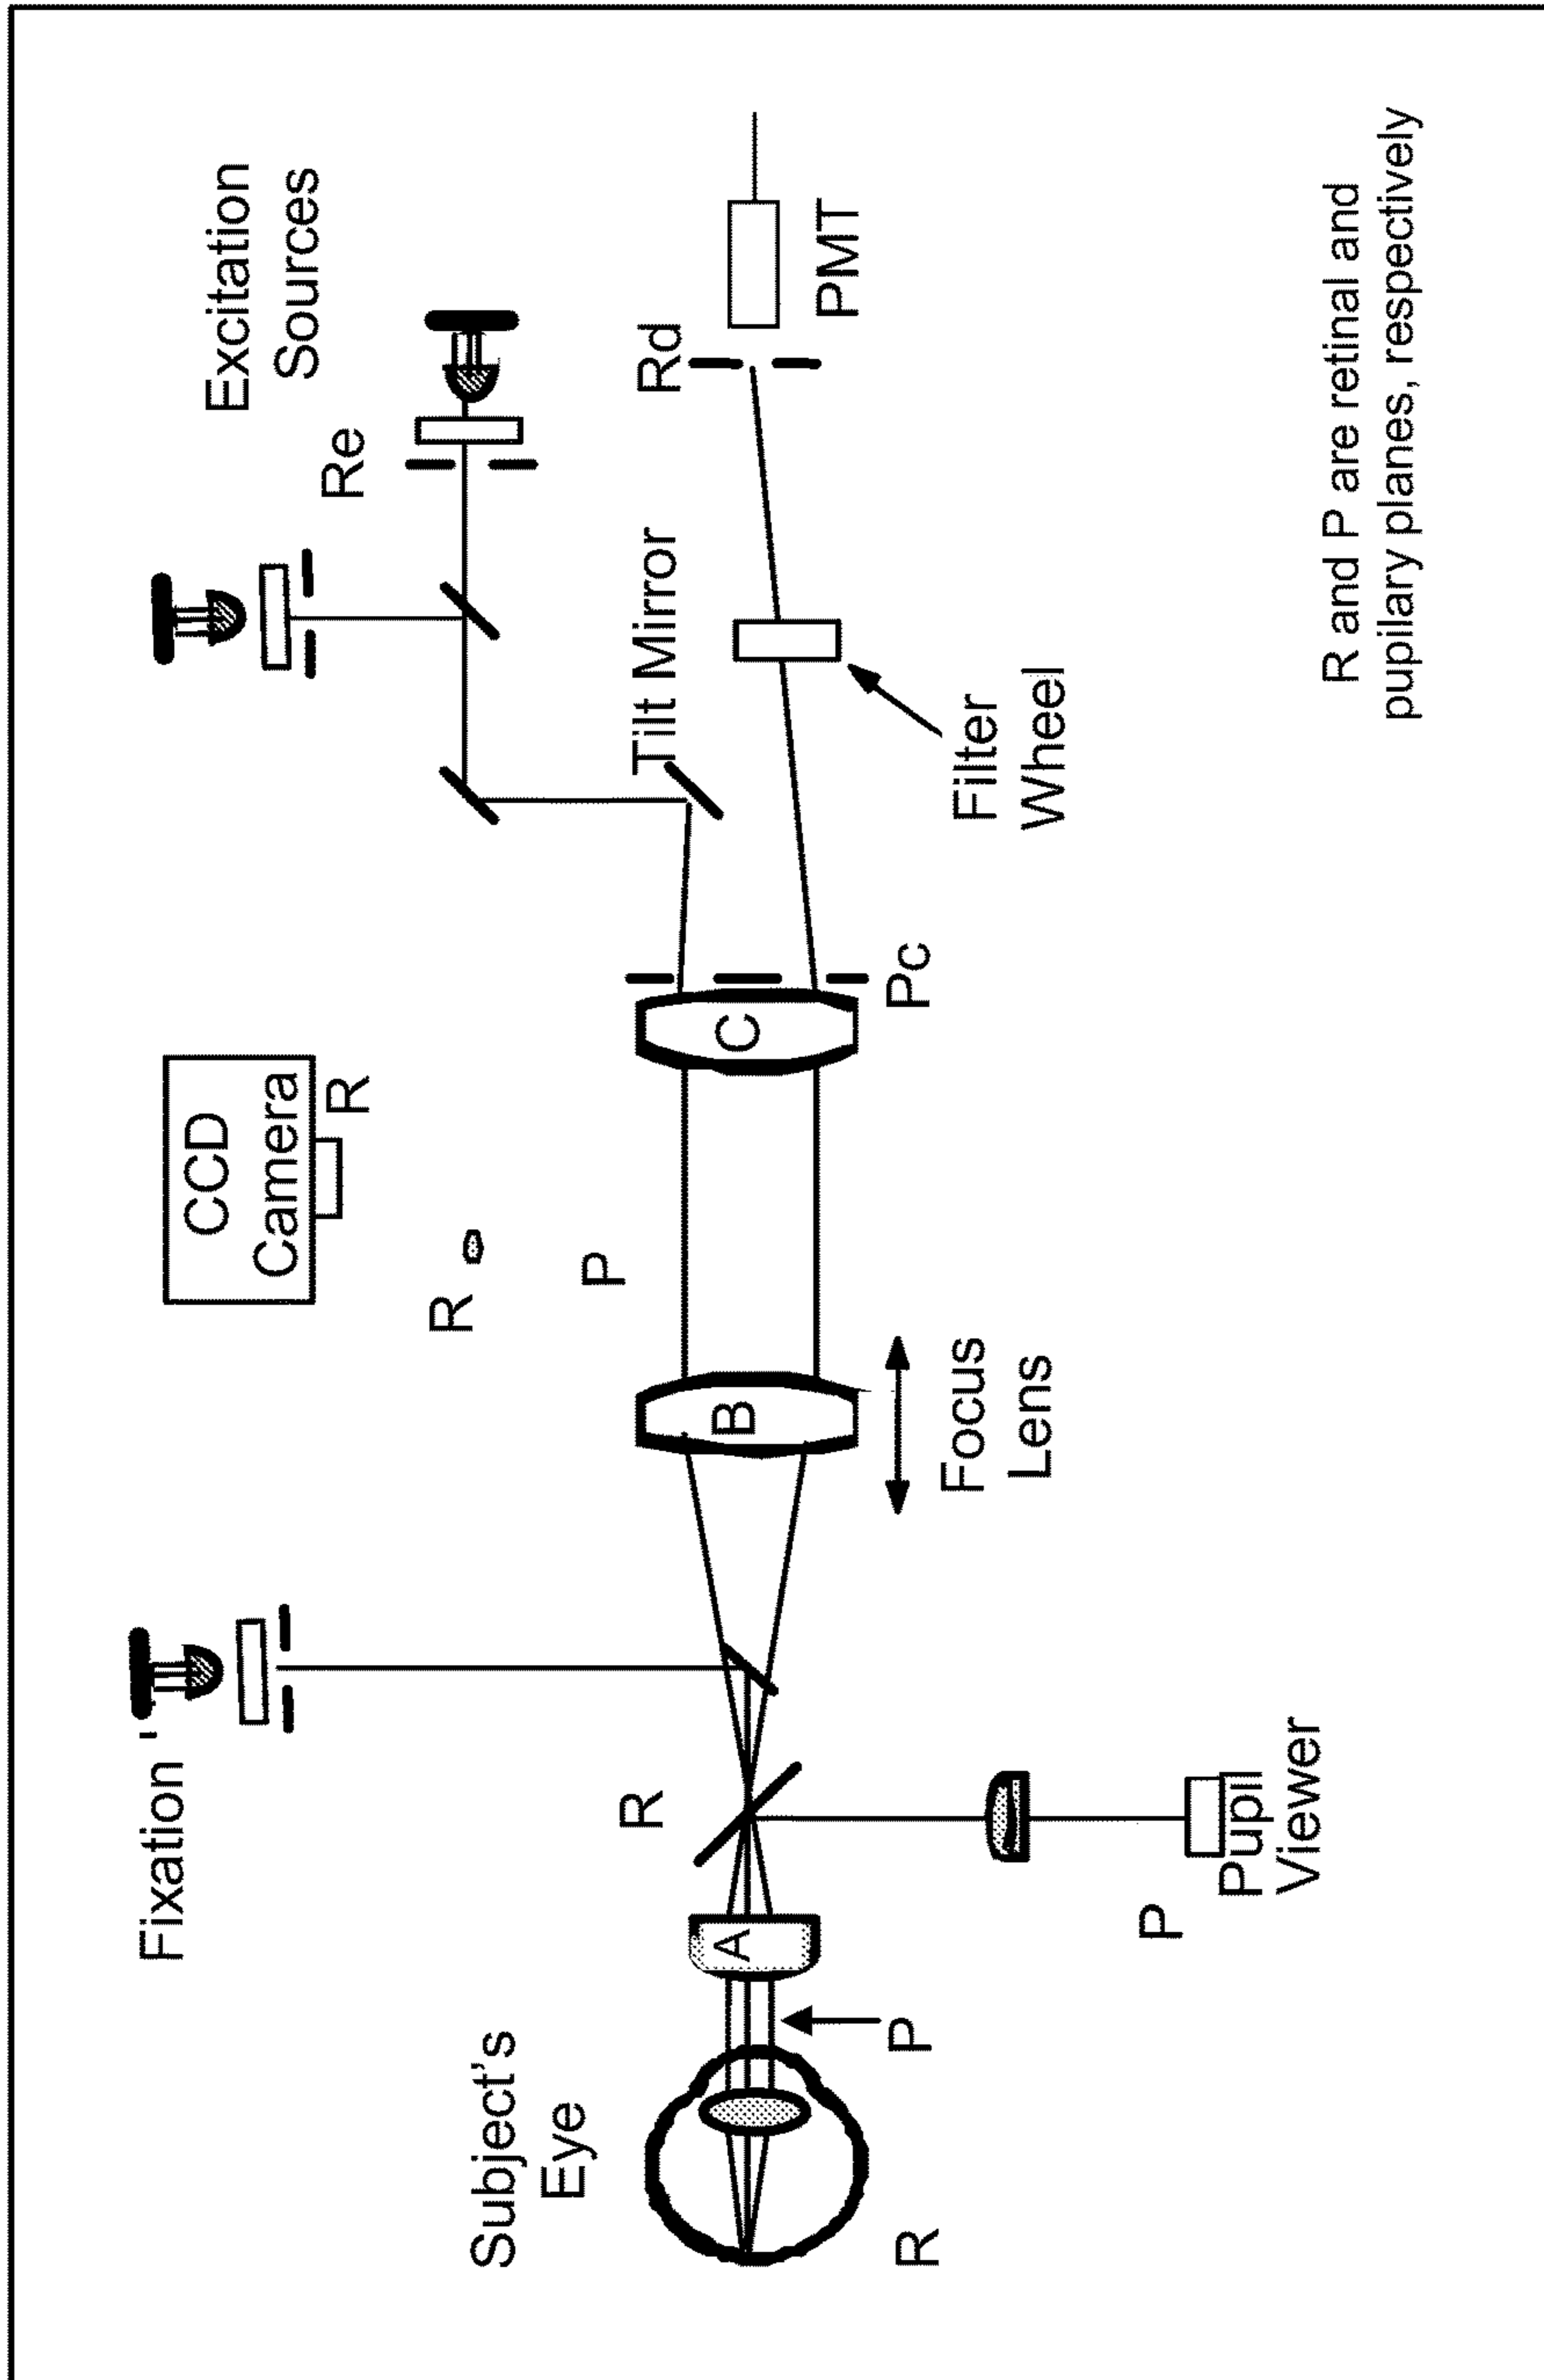 Excitation
Sources
Re
Rd
PMT
Tilt Mirror
Filter
Wheel
Pc
C
CCD
Camera
R
R
P
B
Focus
Lens
Fixation
R
A
P
Pupil
Viewer
P
Subject's
Eye
R
R and P are retinal and
pupilary planes, respectively